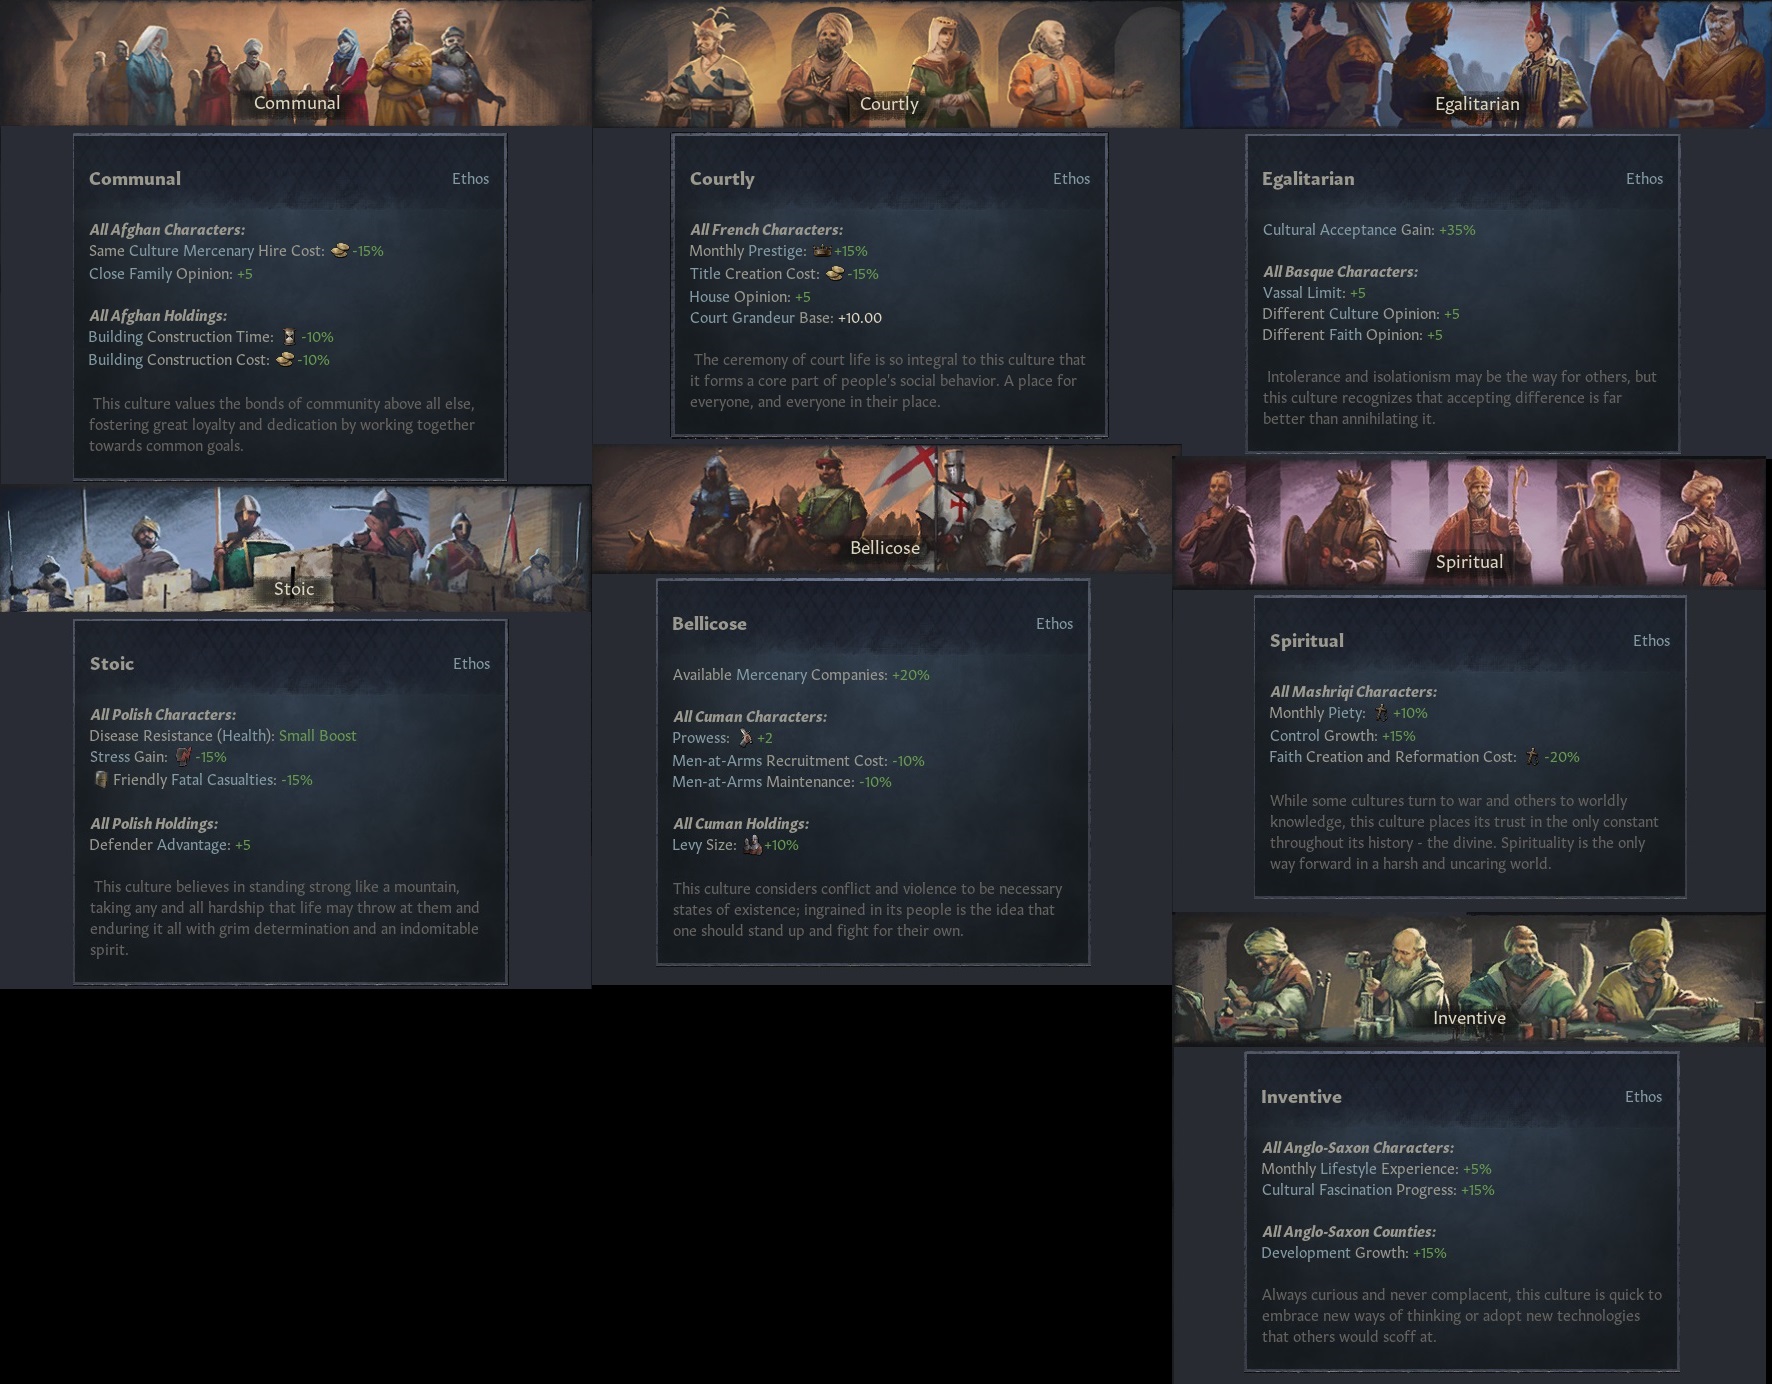 Communal
Communal
Ethos
All Afghan Characters:
Same Culture Mercenary Hire Cost: -15%
Close Family Opinion: +5
All Afghan Holdings:
Building Construction Time: -10%
Building Construction Cost: -10%
This culture values the bonds of community above all else,
fostering great loyalty and dedication by working together
towards common goals.
Stoic
Stoic
Ethos
All Polish Characters:
Disease Resistance (Health): Small Boost
Stress Gain: -15%
Friendly Fatal Casualties: -15%
All Polish Holdings:
Defender Advantage: +5
This culture believes in standing strong like a mountain,
taking any and all hardship that life may throw at them and
enduring it all with grim determination and an indomitable
spirit.
Courtly
Courtly
Ethos
All French Characters:
Monthly Prestige: +15%
Title Creation Cost: -15%
House Opinion: +5
Court Grandeur Base: +10.00
The ceremony of court life is so integral to this culture that
it forms a core part of people's social behavior. A place for
everyone, and everyone in their place.
Bellicose
Bellicose
Ethos
Available Mercenary Companies: +20%
All Cuman Characters:
Prowess: +2
Men-at-Arms Recruitment Cost: -10%
Men-at-Arms Maintenance: -10%
All Cuman Holdings:
Levy Size: +10%
This culture considers conflict and violence to be necessary
states of existence; ingrained in its people is the idea that
one should stand up and fight for their own.
Egalitarian
Egalitarian
Ethos
Cultural Acceptance Gain: +35%
All Basque Characters:
Vassal Limit: +5
Different Culture Opinion: +5
Different Faith Opinion: +5
Intolerance and isolationism may be the way for others, but
this culture recognizes that accepting difference is far
better than annihilating it.
Spiritual
Spiritual
Ethos
All Mashriqi Characters:
Monthly Piety: +10%
Control Growth: +15%
Faith Creation and Reformation Cost: -20%
While some cultures turn to war and others to worldly
knowledge, this culture places its trust in the only constant
throughout its history - the divine. Spirituality is the only
way forward in a harsh and uncaring world.
Inventive
Inventive
Ethos
All Anglo-Saxon Characters:
Monthly Lifestyle Experience: +5%
Cultural Fascination Progress: +15%
All Anglo-Saxon Counties:
Development Growth: +15%
Always curious and never complacent, this culture is quick to
embrace new ways of thinking or adopt new technologies
that others would scoff at.